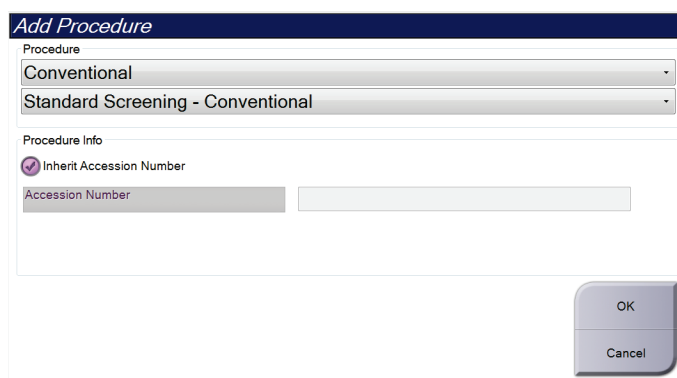 Add Procedure
Procedure
Conventional
Standard Screening - Conventional
Procedure Info
Inherit Accession Number
Accession Number
OK
Cancel